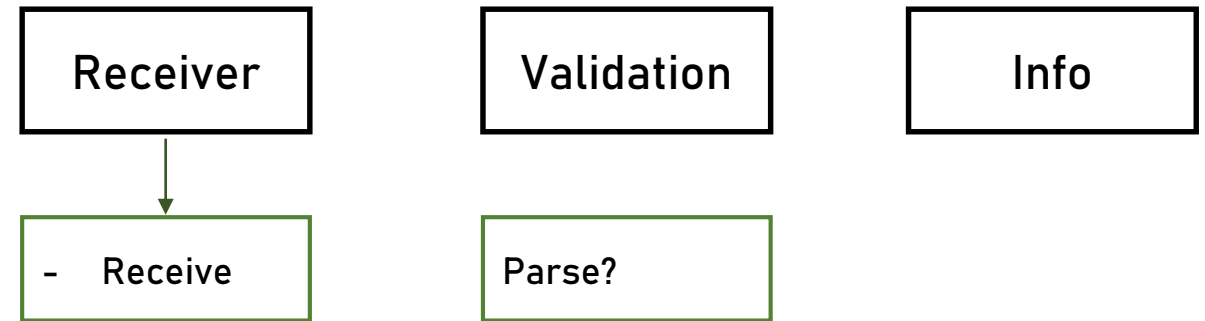 Receiver
Validation
Info
- Receive
Parse?